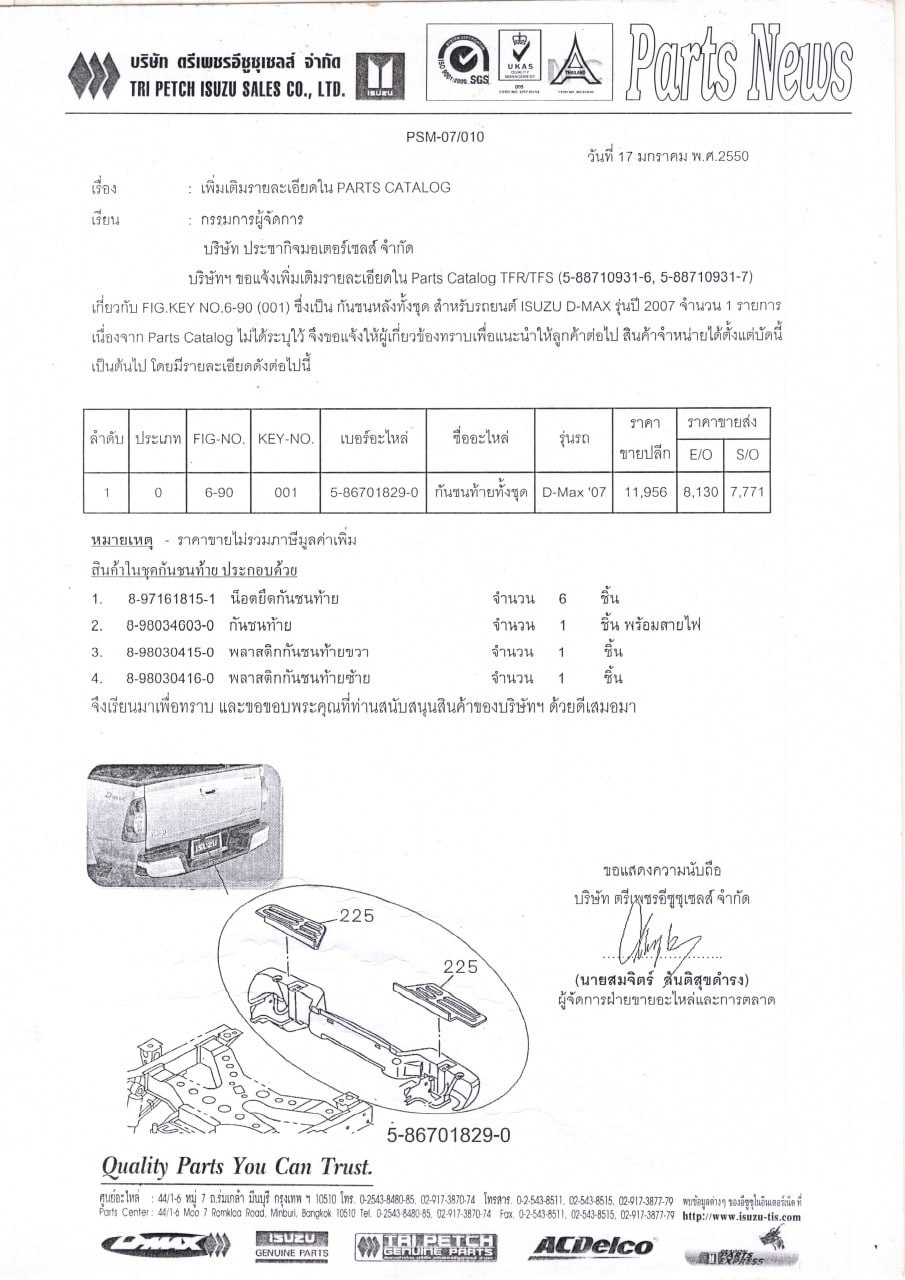 บริษัท ตรีเพชรอีซูซุเซลส์ จำกัด
TRI PETCH ISUZU SALES CO., LTD.
ISUZU
ISO 9001:2000 SGS
UKAS
QUALITY
MANAGEMENT
005
THAILAND
Parts News
PSM-07/010
วันที่ 17 มกราคม พ.ศ.2550
เรื่อง : เพิ่มเติมรายละเอียดใน PARTS CATALOG
เรียน : กรรมการผู้จัดการ
บริษัท ประชากิจมอเตอร์เซลส์ จำกัด
บริษัทฯ ขอแจ้งเพิ่มเติมรายละเอียดใน Parts Catalog TFR/TFS (5-88710931-6, 5-88710931-7)
เกี่ยวกับ FIG.KEY NO.6-90 (001) ซึ่งเป็น กันชนหลังทั้งชุด สำหรับรถยนต์ ISUZU D-MAX รุ่นปี 2007 จำนวน 1 รายการ
เนื่องจาก Parts Catalog ไม่ได้ระบุไว้ จึงขอแจ้งให้ผู้เกี่ยวข้องทราบเพื่อแนะนำให้ลูกค้าต่อไป สินค้าจำหน่ายได้ตั้งแต่บัดนี้
เป็นต้นไป โดยมีรายละเอียดดังต่อไปนี้
ลำดับ ประเภท FIG-NO. KEY-NO. เบอร์อะไหล่ ชื่ออะไหล่ รุ่นรถ ราคา ขายปลีก ราคาขายส่ง
E/O S/O
1 0 6-90 001 5-86701829-0 กันชนท้ายทั้งชุด D-Max '07 11,956 8,130 7,771
หมายเหตุ - ราคาขายไม่รวมภาษีมูลค่าเพิ่ม
สินค้าในชุดกันชนท้าย ประกอบด้วย
1. 8-97161815-1 น็อตยึดกันชนท้าย จำนวน 6 ชิ้น
2. 8-98034603-0 กันชนท้าย จำนวน 1 ชิ้น พร้อมสายไฟ
3. 8-98030415-0 พลาสติกกันชนท้ายขวา จำนวน 1 ชิ้น
4. 8-98030416-0 พลาสติกกันชนท้ายซ้าย จำนวน 1 ชิ้น
จึงเรียนมาเพื่อทราบ และขอขอบพระคุณที่ท่านสนับสนุนสินค้าของบริษัทฯ ด้วยดีเสมอมา
ISUZU
225
225
5-86701829-0
ขอแสดงความนับถือ
บริษัท ตรีเพชรอีซูซุเซลส์ จำกัด
(นายสมจิตร์ สันติสุขดำรง)
ผู้จัดการฝ่ายขายอะไหล่และการตลาด
Quality Parts You Can Trust.
ศูนย์อะไหล่ : 44/1-6 หมู่ 7 ถ.ร่มเกล้า มีนบุรี กรุงเทพ ฯ 10510 โทร. 0-2543-8480-85, 02-917-3870-74 โทรสาร. 0-2-543-8511, 02-543-8515, 02-917-3877-79 พบข้อมูลต่างๆ ของอีซูซุในอินเตอร์เน็ต ที่
Parts Center : 44/1-6 Moo 7 Romkloa Road, Minburi, Bangkok 10510 Tel. 0-2543-8480-85, 02-917-3870-74 Fax. 0-2-543-8511, 02-543-8515, 02-917-3877-79 http://www.isuzu-tis.com
D-MAX
ISUZU
GENUINE PARTS
TRI PETCH
GENUINE PARTS
ACDelco
PARTS
EXPRESS